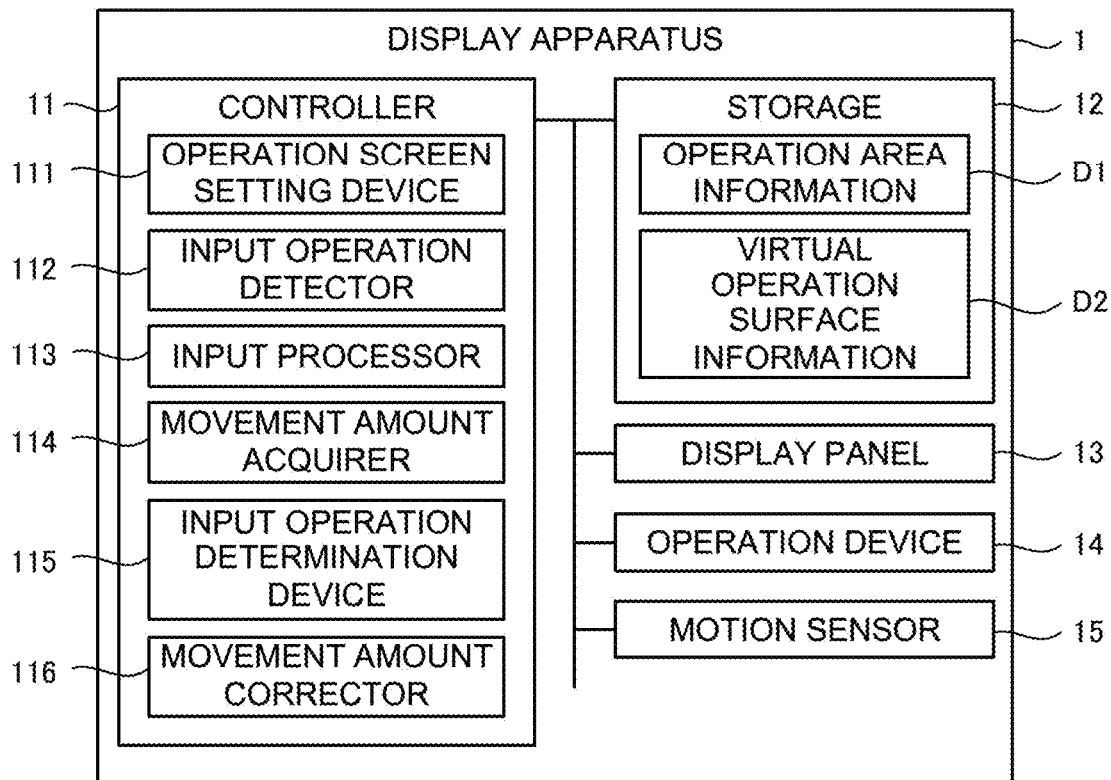 DISPLAY APPARATUS
1
11
CONTROLLER
111
OPERATION SCREEN
SETTING DEVICE
112
INPUT OPERATION
DETECTOR
113
INPUT PROCESSOR
114
MOVEMENT AMOUNT
ACQUIRER
115
INPUT OPERATION
DETERMINATION
DEVICE
116
MOVEMENT AMOUNT
CORRECTOR
STORAGE
12
OPERATION AREA
INFORMATION
D1
VIRTUAL
OPERATION
SURFACE
INFORMATION
D2
DISPLAY PANEL
13
OPERATION DEVICE
14
MOTION SENSOR
15